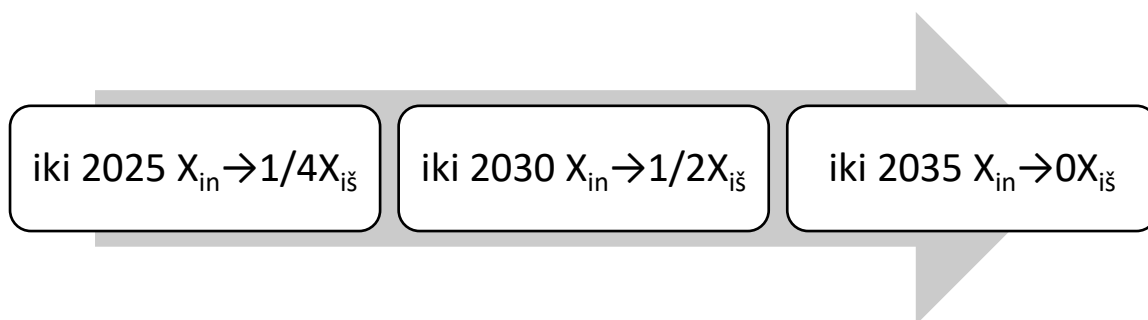 iki 2025 Xin→1/4Xiš
iki 2030 Xin→1/2Xiš
iki 2035 Xin→0Xiš